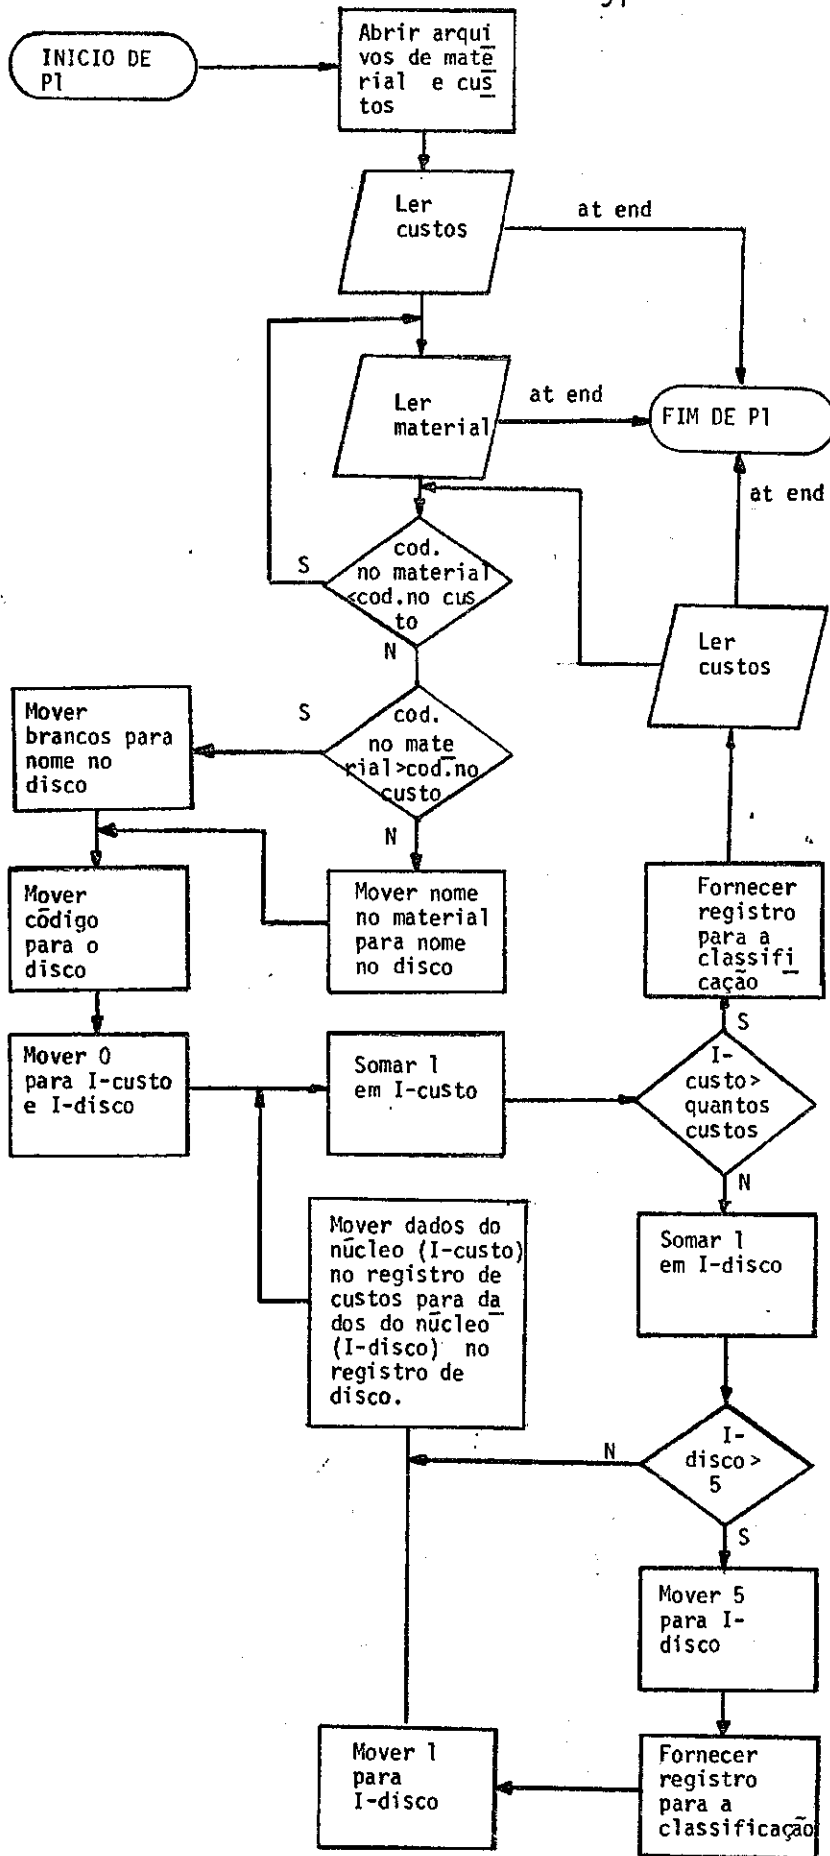 INICIO DE
P1
Abrir arqui
vos de mate
rial e cus
tos
Ler
custos
at end
Ler
material
at end
FIM DE P1
at end
cod.
no material
<cod.no cus
to
S
N
Ler
custos
Mover
brancos para
nome no
disco
S
cod.
no mate
rial>cod.no
custo
N
Mover
código
para o
disco
Mover nome
no material
para nome
no disco
Fornecer
registro
para a
classifi
cação
S
Mover 0
para I-custo
e I-disco
Somar 1
em I-custo
I-
custo>
quantos
custos
N
Mover dados do
núcleo (I-custo)
no registro de
custos para da
dos do núcleo
(I-disco) no
registro de
disco.
Somar 1
em I-disco
I-
disco>
5
N
S
Mover 5
para I-
disco
Mover 1
para
I-disco
Fornecer
registro
para a
classificação